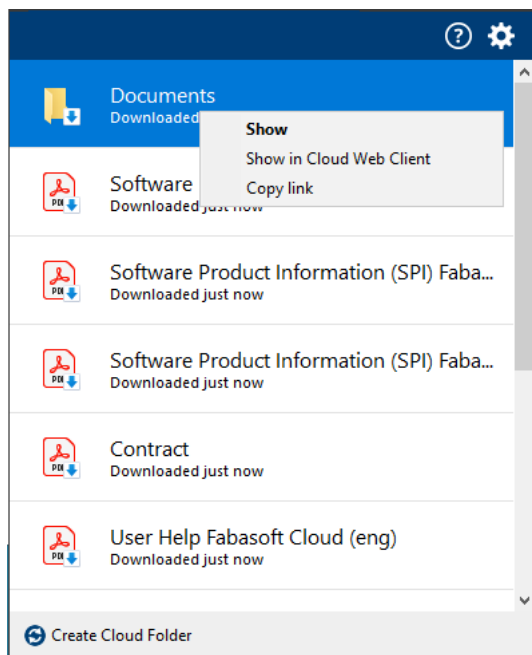 Documents
Downloaded
Show
Show in Cloud Web Client
Copy link
Software
Downloaded just now
Software Product Information (SPI) Faba...
Downloaded just now
Software Product Information (SPI) Faba...
Downloaded just now
Contract
Downloaded just now
User Help Fabasoft Cloud (eng)
Downloaded just now
Create Cloud Folder